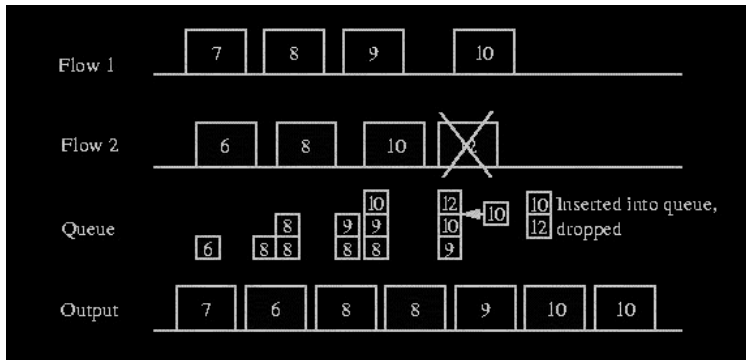 Flow 1 7 8 9 10
Flow 2 6 8 10
10 12 10 10 Inserted into queue,
Queue 8 9 9 10 12 dropped
6 8 8 8 8 9
Output 7 6 8 8 9 10 10